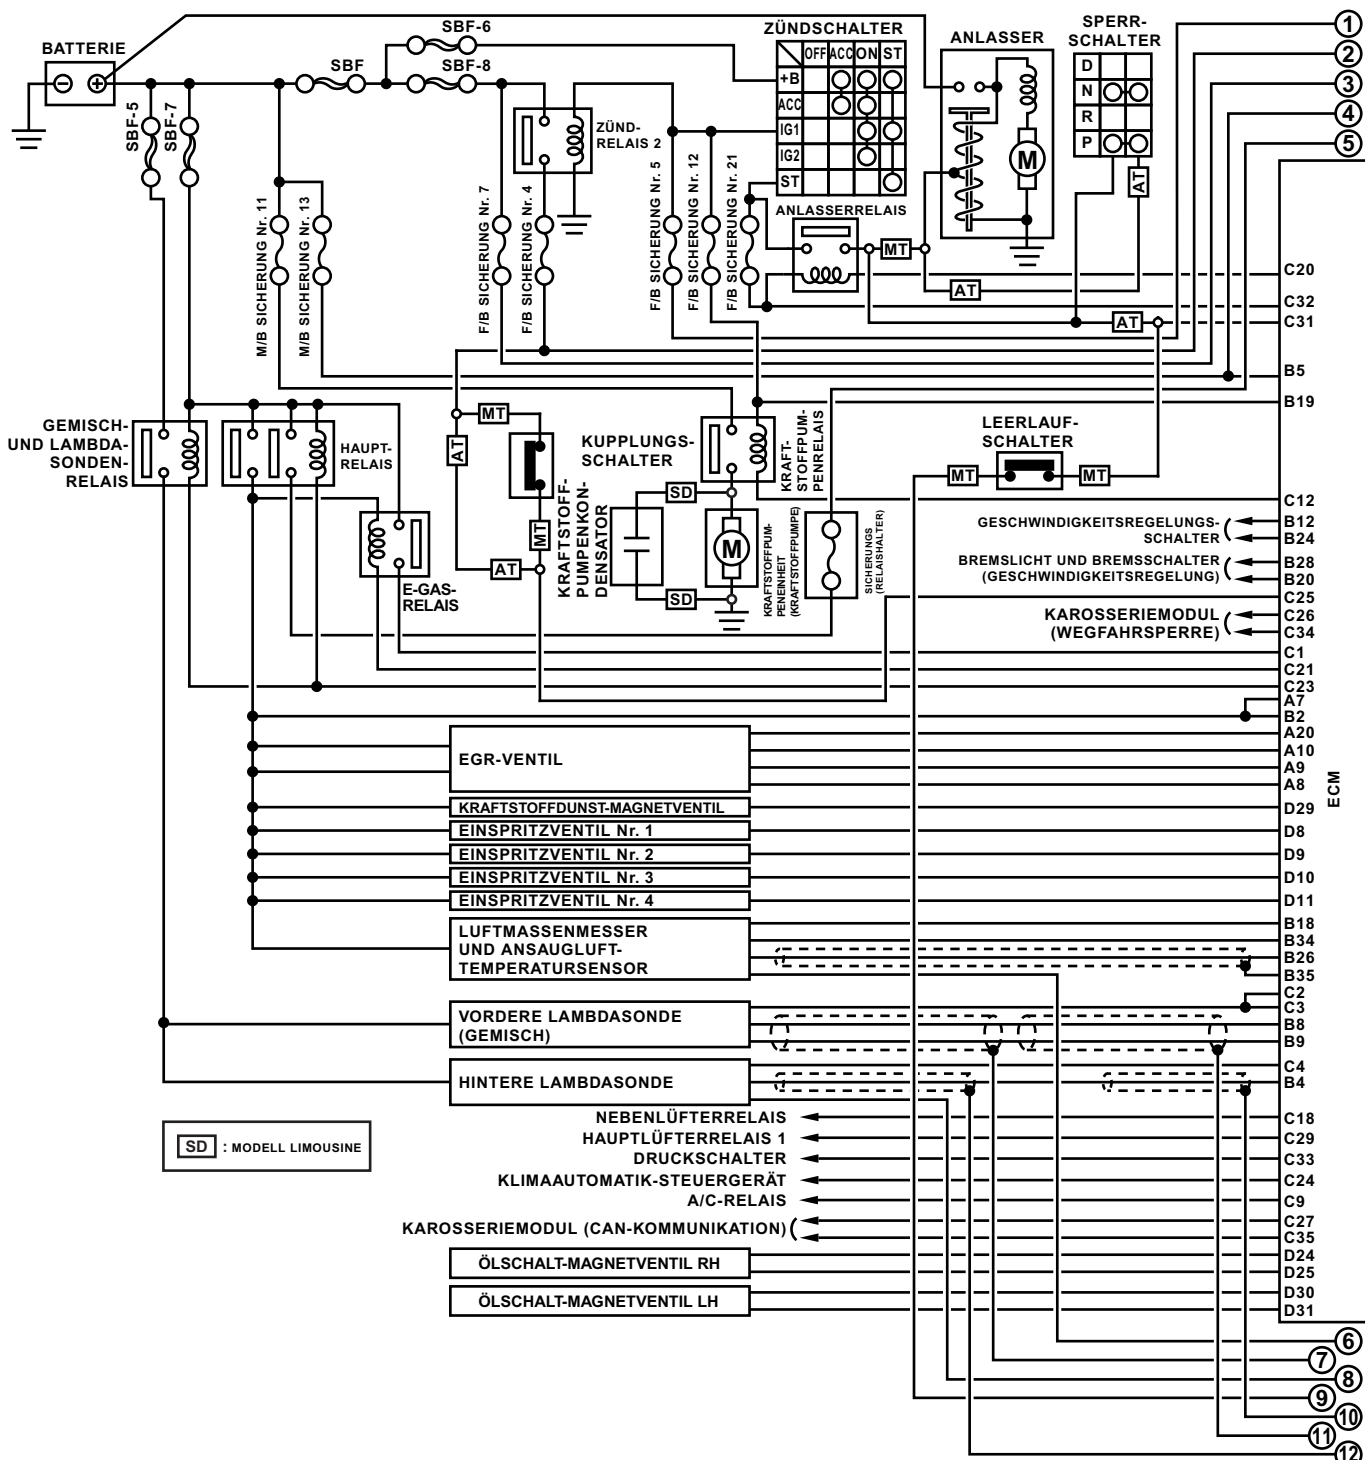 BATTERIE
SBF
SBF-6
SBF-8
SBF-5
SBF-7
ZÜND-
RELAIS 2
ZÜNDSCHALTER
OFF ACC ON ST
+B
ACC
IG1
IG2
ST
ANLASSER
M
SPERR-
SCHALTER
D
N
R
P
AT
1
2
3
4
5
M/B SICHERUNG Nr. 11
M/B SICHERUNG Nr. 13
F/B SICHERUNG Nr. 7
F/B SICHERUNG Nr. 4
F/B SICHERUNG Nr. 5
F/B SICHERUNG Nr. 12
F/B SICHERUNG Nr. 21
ANLASSERRELAIS
MT
AT
AT
C20
C32
C31
B5
B19
GEMISCH-
UND LAMBDA-
SONDEN-
RELAIS
HAUPT-
RELAIS
E-GAS-
RELAIS
MT
AT
MT
AT
KRAFTSTOFF-
PUMPENKON-
DENSATOR
KUPPLUNGS-
SCHALTER
SD
SD
M
KRAFT-
STOFFPUM-
PENRELAIS
KRAFTSTOFFPUM-
PENEINHEIT
(KRAFTSTOFFPUMPE)
SICHERUNGS
(RELAISHALTER)
LEERLAUF-
SCHALTER
MT
MT
C12
GESCHWINDIGKEITSREGELUNGS-
SCHALTER
B12
B24
BREMSLICHT UND BREMSSCHALTER
(GESCHWINDIGKEITSREGELUNG)
B28
B20
C25
KAROSSERIEMODUL
(WEGFAHRSPERRE)
C26
C34
C1
C21
C23
A7
B2
EGR-VENTIL
A20
A10
A9
A8
ECM
KRAFTSTOFFDUNST-MAGNETVENTIL
D29
EINSPRITZVENTIL Nr. 1
D8
EINSPRITZVENTIL Nr. 2
D9
EINSPRITZVENTIL Nr. 3
D10
EINSPRITZVENTIL Nr. 4
D11
LUFTMASSENMESSER
UND ANSAUGLUFT-
TEMPERATURSENSOR
B18
B34
B26
B35
C2
C3
VORDERE LAMBDASONDE
(GEMISCH)
B8
B9
HINTERE LAMBDASONDE
C4
B4
SD : MODELL LIMOUSINE
NEBENLÜFTERRELAIS
C18
HAUPTLÜFTERRELAIS 1
C29
DRUCKSCHALTER
C33
KLIMAAUTOMATIK-STEUERGERÄT
C24
A/C-RELAIS
C9
KAROSSERIEMODUL (CAN-KOMMUNIKATION)
C27
C35
ÖLSCHALT-MAGNETVENTIL RH
D24
D25
ÖLSCHALT-MAGNETVENTIL LH
D30
D31
6
7
8
9
10
11
12